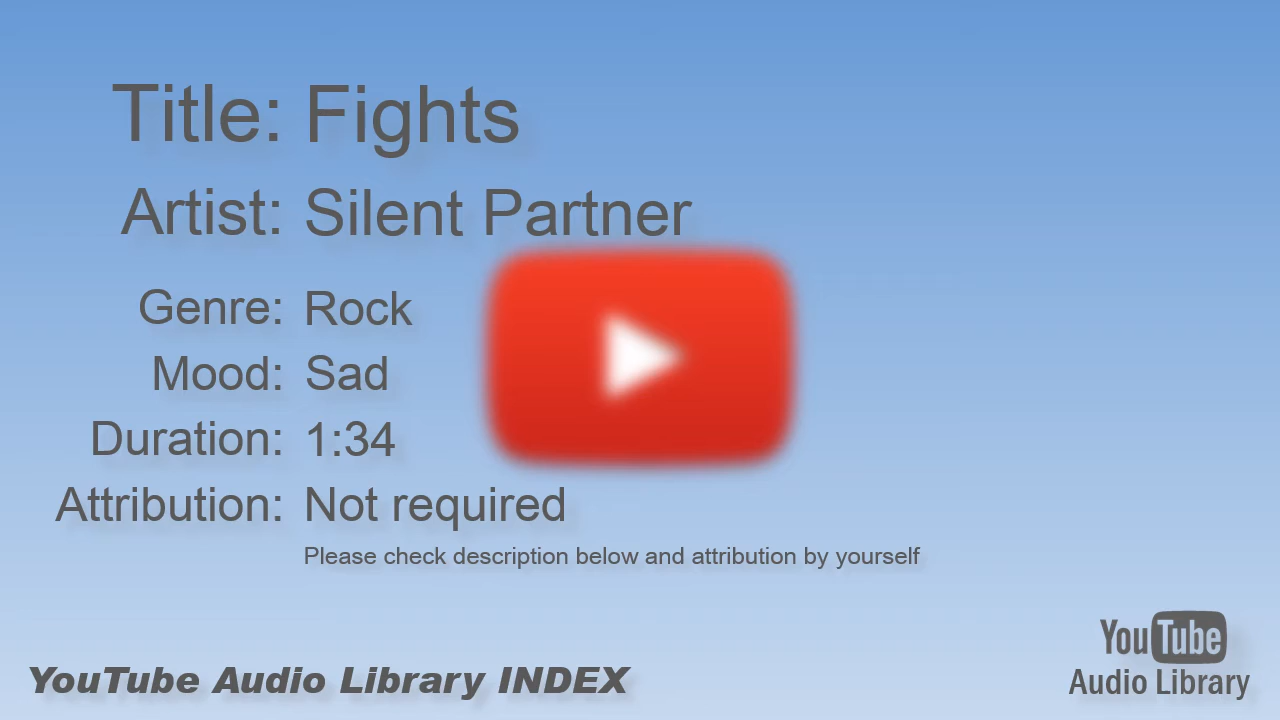 Title: Fights
Artist: Silent Partner
Genre: Rock
Mood: Sad
Duration: 1:34
Attribution: Not required
Please check description below and attribution by yourself
YouTube Audio Library INDEX
YouTube
Audio Library